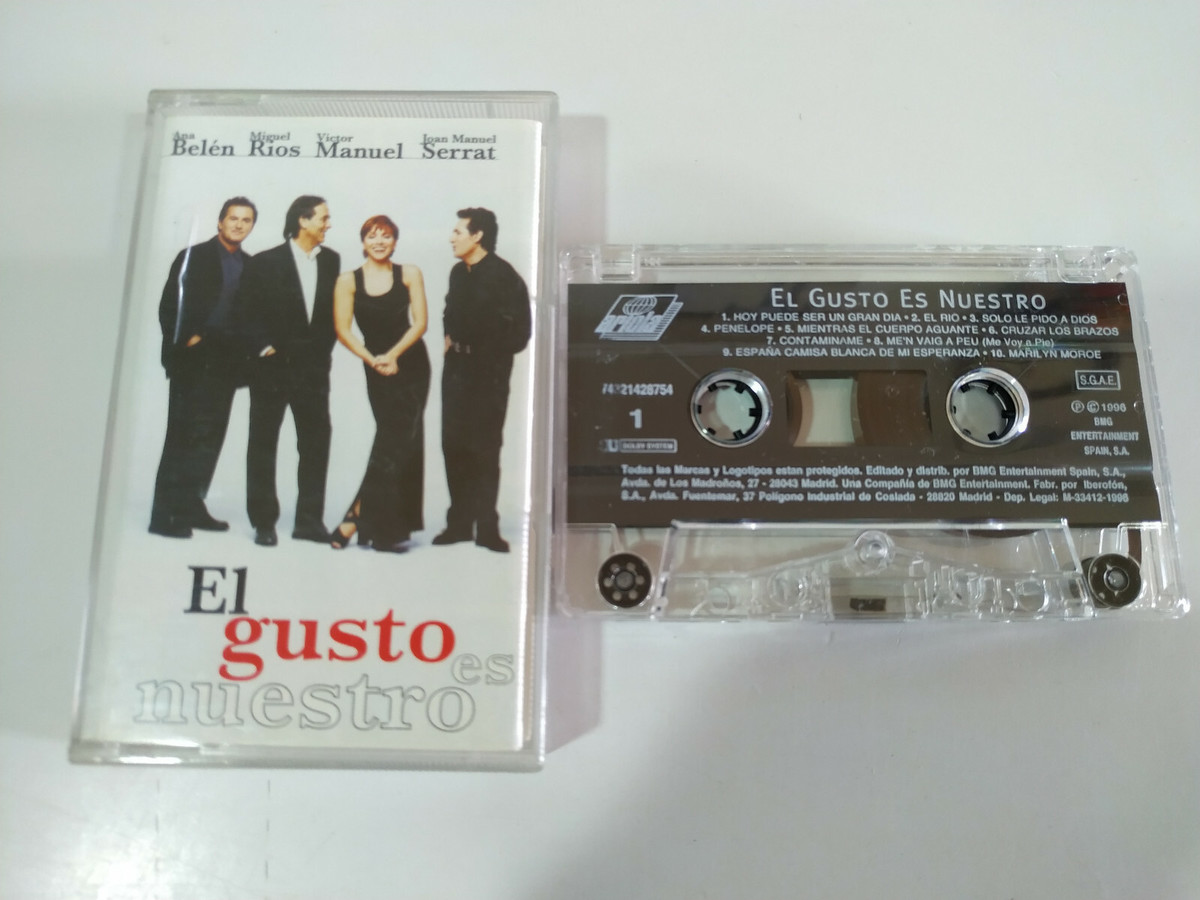 Ana Miguel Victor Joan Manuel
Belén Rios Manuel Serrat
El
gusto
es
nuestro
ariola
EL GUSTO ES NUESTRO
1. HOY PUEDE SER UN GRAN DIA • 2. EL RIO • 3. SOLO LE PIDO A DIOS
4. PENELOPE • 5. MIENTRAS EL CUERPO AGUANTE • 6. CRUZAR LOS BRAZOS
7. CONTAMINAME • 8. ME'N VAIG A PEU (Me Voy a Pie)
9. ESPAÑA CAMISA BLANCA DE MI ESPERANZA • 10. MARILYN MOROE
74321428754
S.G.A.E.
1
Ⓟ © 1996
BMG
ENTERTAINMENT
SPAIN, S.A.
DOLBY SYSTEM
Todas las Marcas y Logotipos estan protegidos. Editado y distrib. por BMG Entertainment Spain, S.A.,
Avda. de Los Madroños, 27 - 28043 Madrid. Una Compañía de BMG Entertainment. Fabr. por Iberofón,
S.A., Avda. Fuentemar, 37 Polígono Industrial de Coslada - 28820 Madrid - Dep. Legal: M-33412-1996